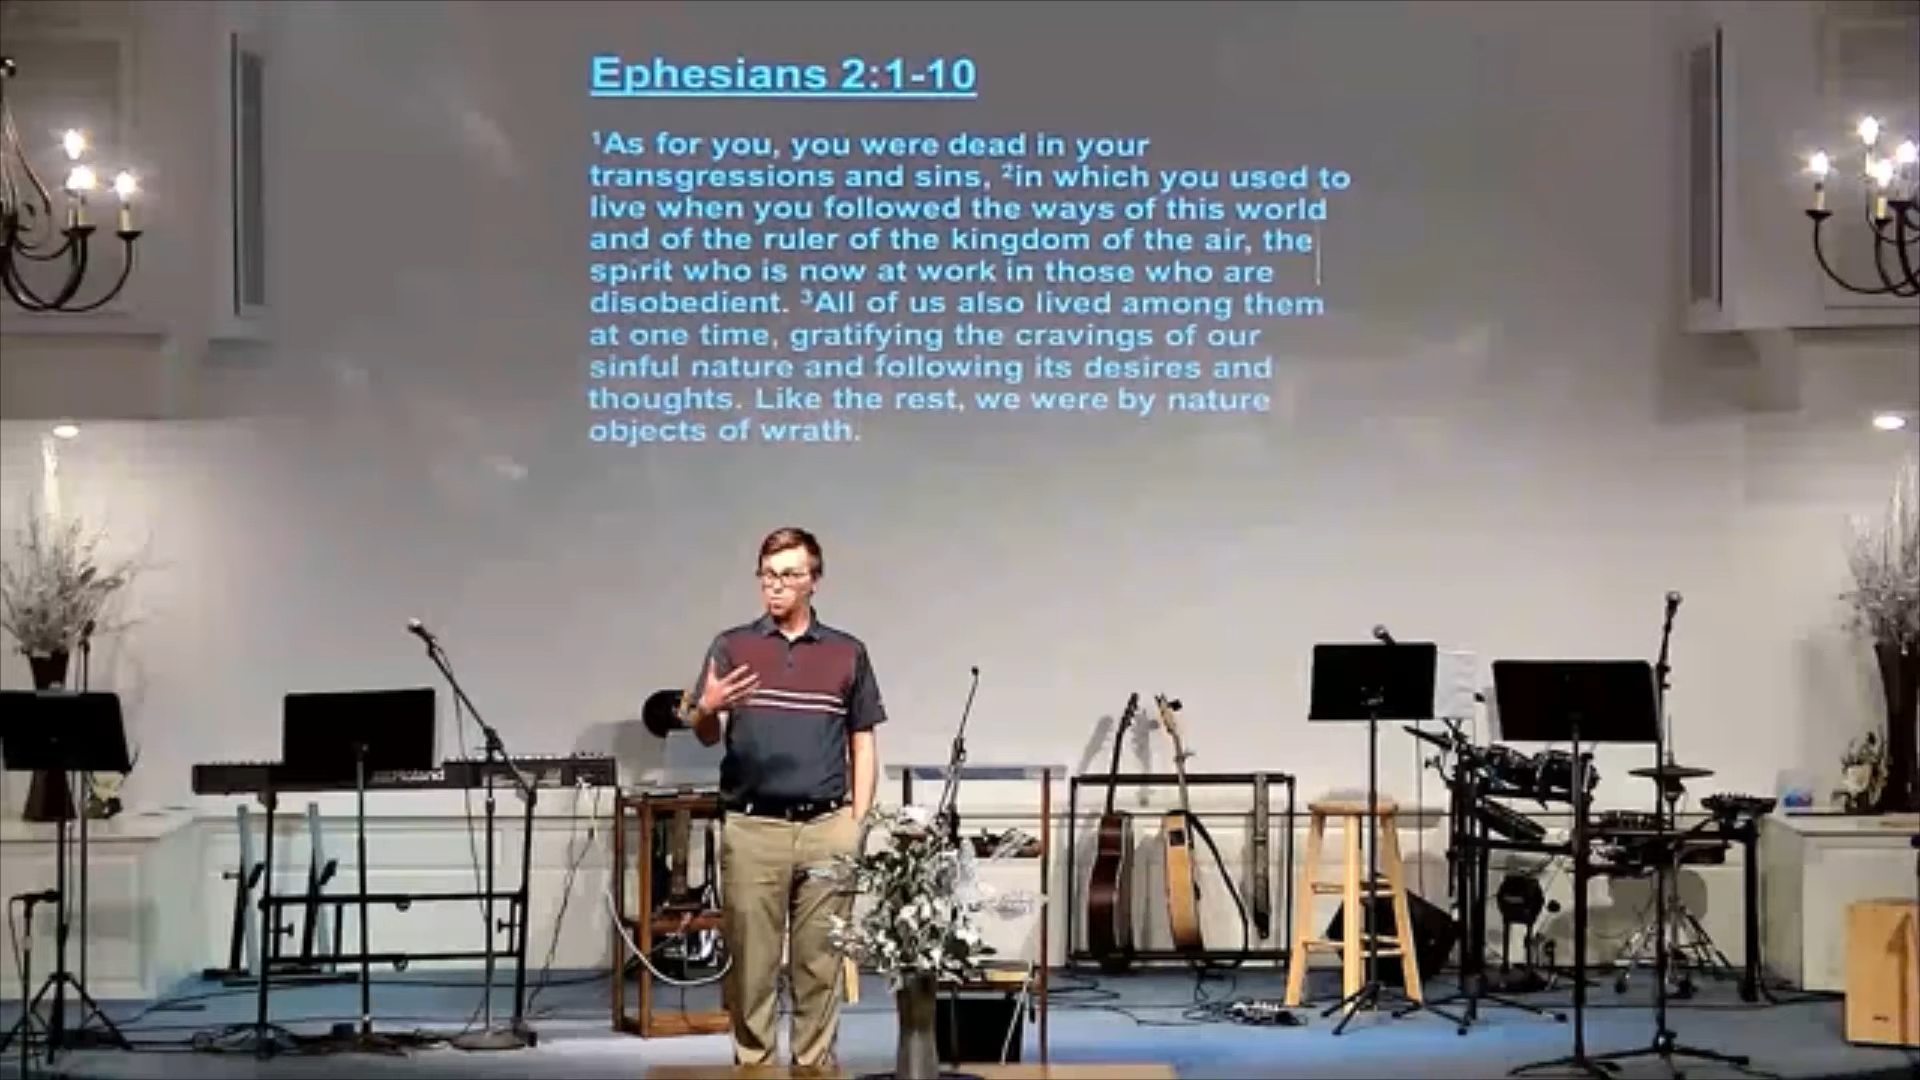 Ephesians 2:1-10
¹As for you, you were dead in your
transgressions and sins, ²in which you used to
live when you followed the ways of this world
and of the ruler of the kingdom of the air, the
spirit who is now at work in those who are
disobedient. ³All of us also lived among them
at one time, gratifying the cravings of our
sinful nature and following its desires and
thoughts. Like the rest, we were by nature
objects of wrath.
Roland